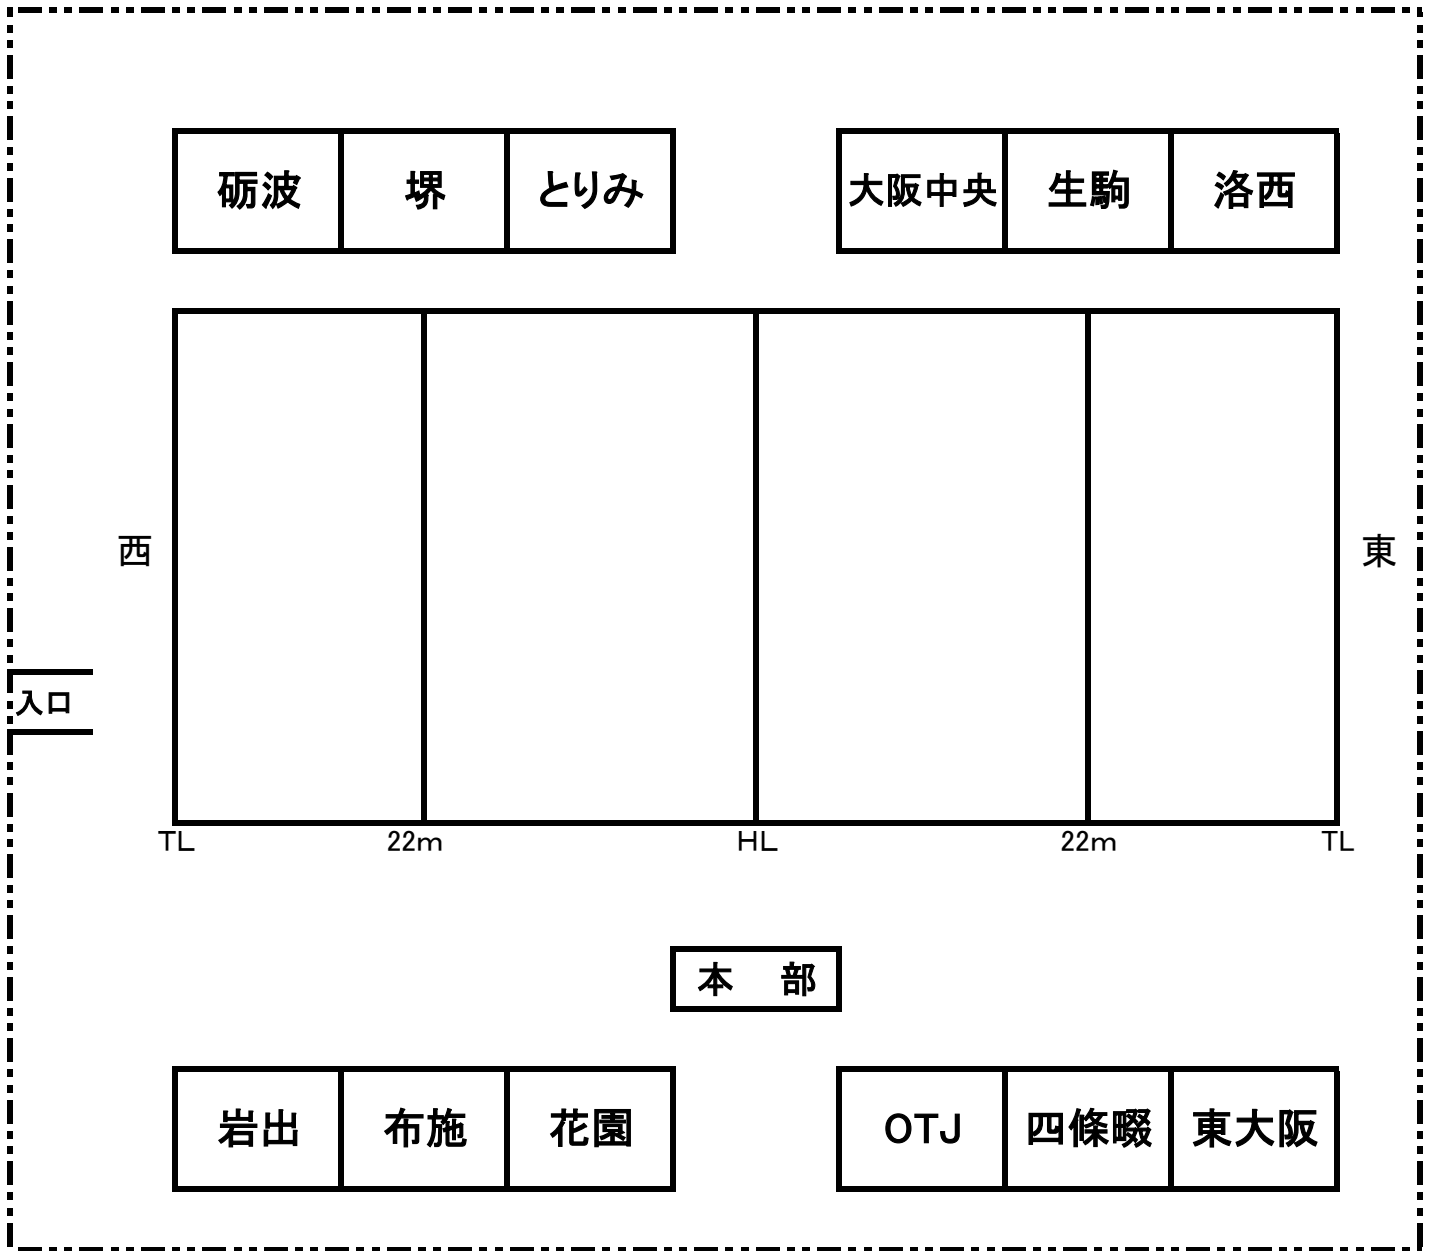 砺波 堺 とりみ 大阪中央 生駒 洛西
西 東
入口
TL 22m HL 22m TL
本 部
岩出 布施 花園 OTJ 四條畷 東大阪